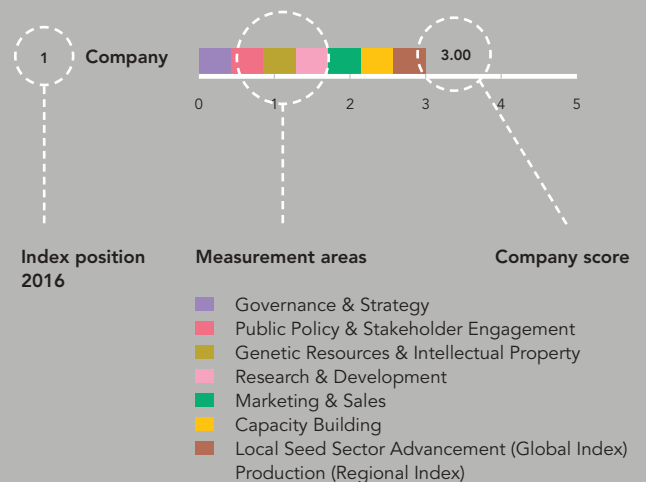 1 Company 3.00
0 1 2 3 4 5
Index position
2016
Measurement areas
Company score
Governance & Strategy
Public Policy & Stakeholder Engagement
Genetic Resources & Intellectual Property
Research & Development
Marketing & Sales
Capacity Building
Local Seed Sector Advancement (Global Index)
Production (Regional Index)